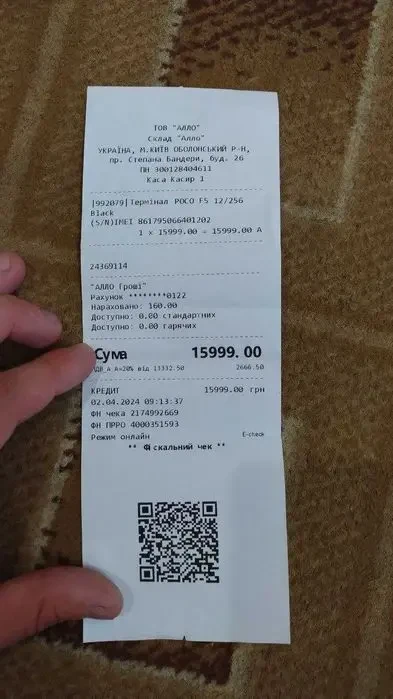 ТОВ "АЛЛО"
Склад "Алло"
УКРАЇНА, М.КИЇВ ОБОЛОНСЬКИЙ Р-Н,
пр. Степана Бандери, буд. 26
ПН 300128404611
Каса Касир 1
|992079|Термінал POCO F5 12/256
Black
(S/N)IMEI 861795066401202
1 x 15999.00 = 15999.00 А
24369114
"АЛЛО Гроші"
Рахунок ********0122
Нараховано: 160.00
Доступно: 0.00 стандартних
Доступно: 0.00 гарячих
Сума 15999.00
ПДВ_А А=20% від 13332.50 2666.50
КРЕДИТ 15999.00 грн
02.04.2024 09:13:37
ФН чека 2174992669
ФН ПРРО 4000351593
Режим онлайн E-check
** Фіскальний чек **